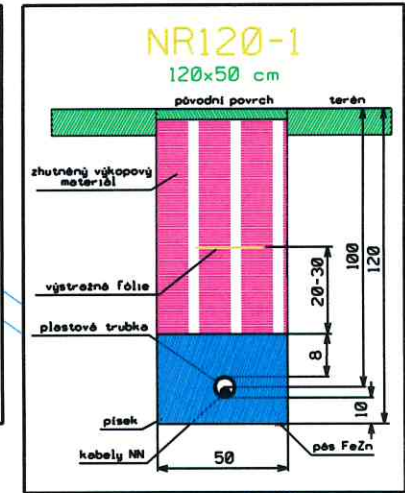 NR120-1
120x50 cm
původní povrch
terén
zhutněný výkopový
materiál
výstražná fólie
plastová trubka
písek
kabely NN
pás FeZn
20-30
100
120
8
10
50